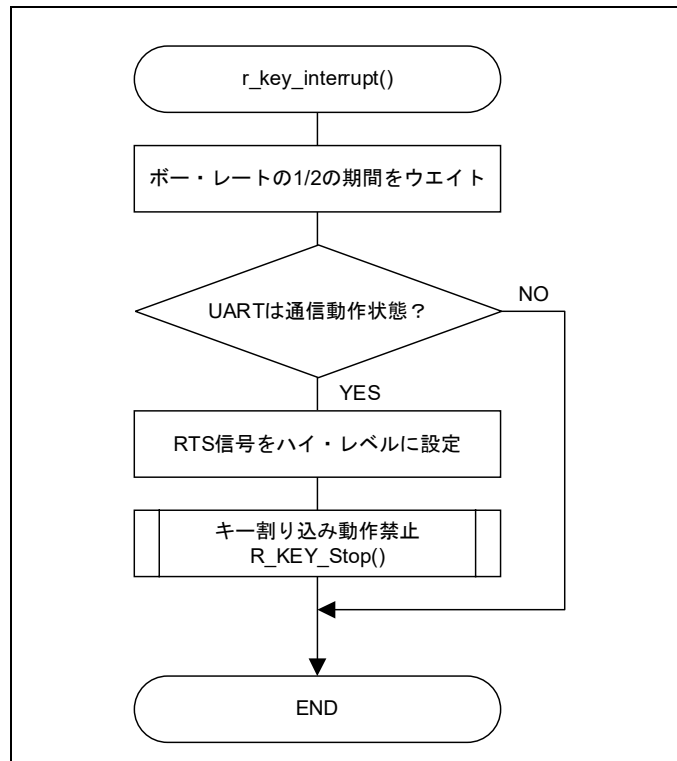 r_key_interrupt()
ボー・レートの1/2の期間をウエイト
UARTは通信動作状態？
NO
YES
RTS信号をハイ・レベルに設定
キー割り込み動作禁止
R_KEY_Stop()
END